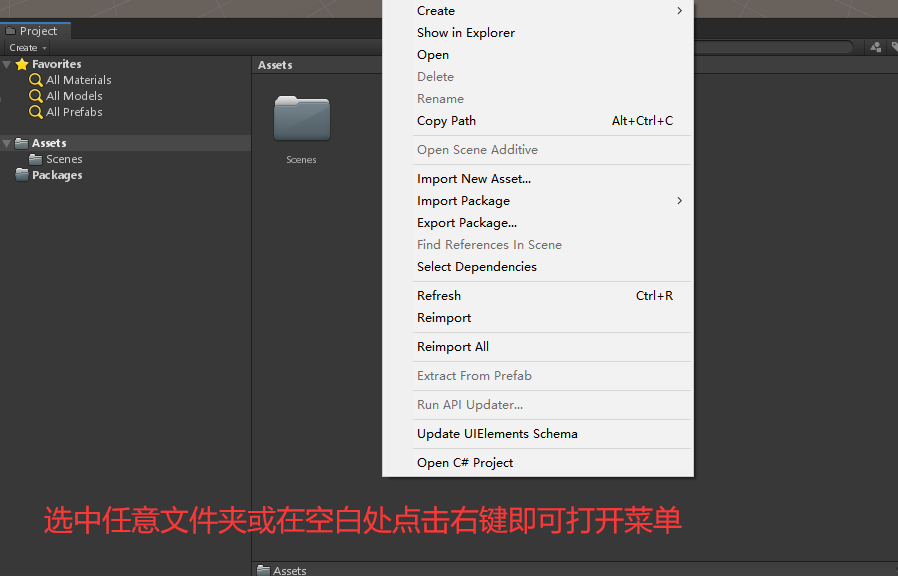 Project
Create
Favorites
All Materials
All Models
All Prefabs
Assets
Scenes
Packages
Assets
Scenes
Create
Show in Explorer
Open
Delete
Rename
Copy Path Alt+Ctrl+C
Open Scene Additive
Import New Asset...
Import Package
Export Package...
Find References In Scene
Select Dependencies
Refresh Ctrl+R
Reimport
Reimport All
Extract From Prefab
Run API Updater...
Update UIElements Schema
Open C# Project
选中任意文件夹或在空白处点击右键即可打开菜单
Assets